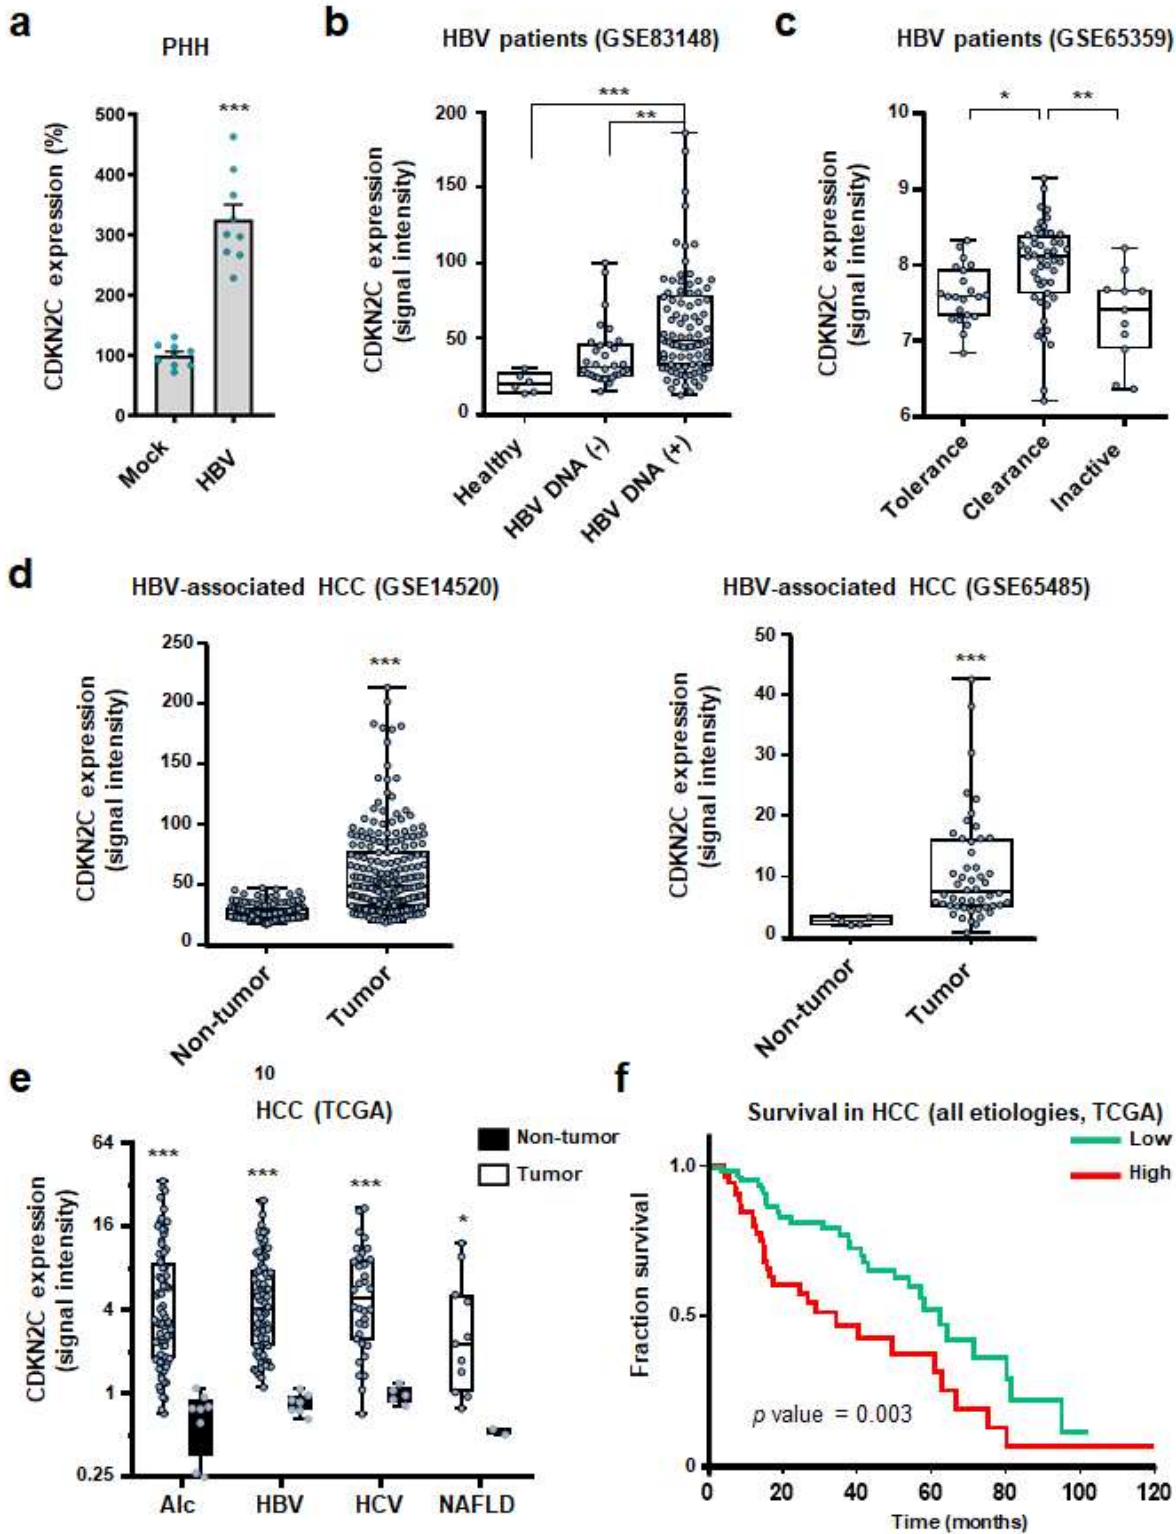 a
PHH
CDKN2C expression (%)
500
400
300
200
100
0
***
Mock
HBV
b
HBV patients (GSE83148)
CDKN2C expression
(signal intensity)
200
150
100
50
0
***
**
Healthy
HBV DNA (-)
HBV DNA (+)
c
HBV patients (GSE65359)
CDKN2C expression
(signal intensity)
10
9
8
7
6
*
**
Tolerance
Clearance
Inactive
d
HBV-associated HCC (GSE14520)
CDKN2C expression
(signal intensity)
250
200
150
100
50
0
***
Non-tumor
Tumor
HBV-associated HCC (GSE65485)
CDKN2C expression
(signal intensity)
50
40
30
20
10
0
***
Non-tumor
Tumor
e
10
HCC (TCGA)
Non-tumor
Tumor
CDKN2C expression
(signal intensity)
64
16
4
1
0.25
***
***
***
*
Alc
HBV
HCV
NAFLD
f
Survival in HCC (all etiologies, TCGA)
Low
High
Fraction survival
1.0
0.5
0
p value = 0.003
0
20
40
60
80
100
120
Time (months)